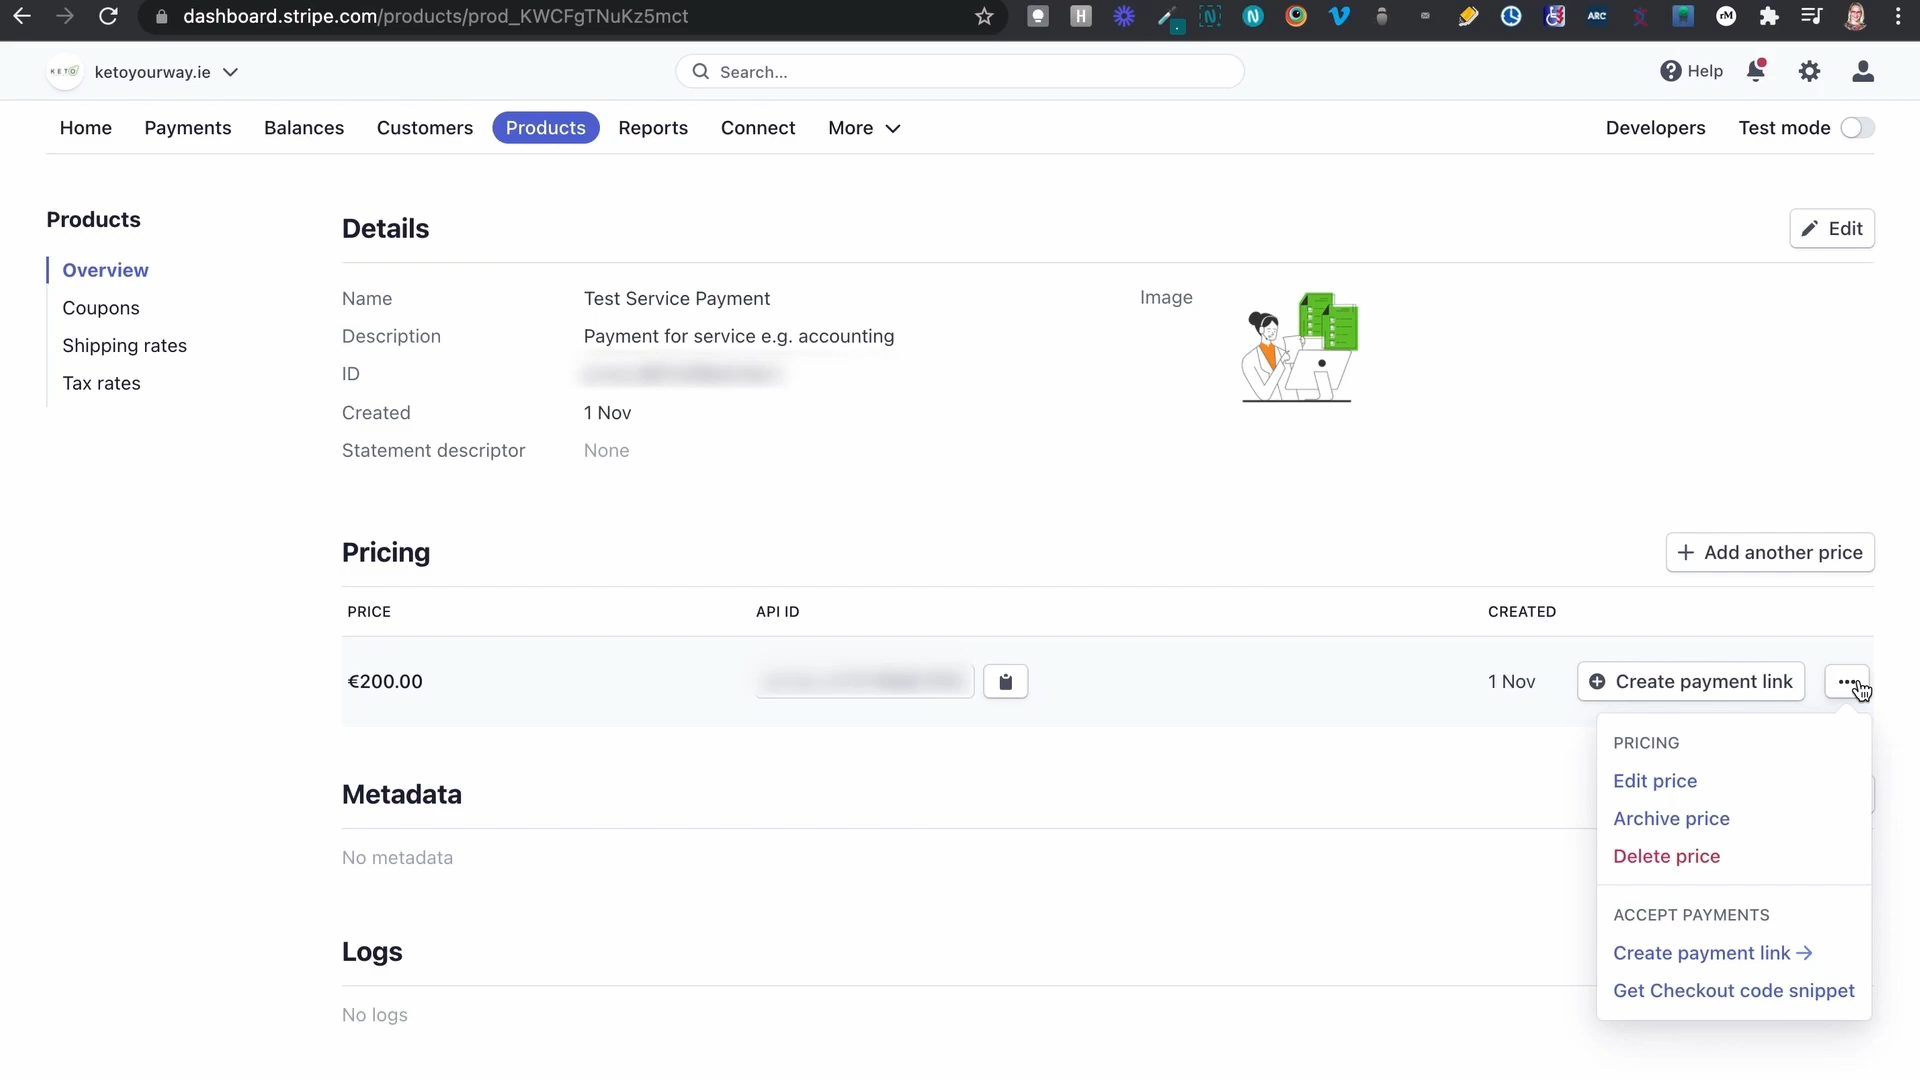 dashboard.stripe.com/products/prod_KWCFgTNuKz5mct
H
N
N
ARC
rM
KETO
ketoyourway.ie
Search...
Help
Home
Payments
Balances
Customers
Products
Reports
Connect
More
Developers
Test mode
Products
Overview
Coupons
Shipping rates
Tax rates
Details
Edit
Name
Test Service Payment
Description
Payment for service e.g. accounting
ID
Created
1 Nov
Statement descriptor
None
Image
Pricing
Add another price
PRICE
API ID
CREATED
€200.00
1 Nov
Create payment link
PRICING
Edit price
Archive price
Delete price
ACCEPT PAYMENTS
Create payment link →
Get Checkout code snippet
Metadata
No metadata
Logs
No logs